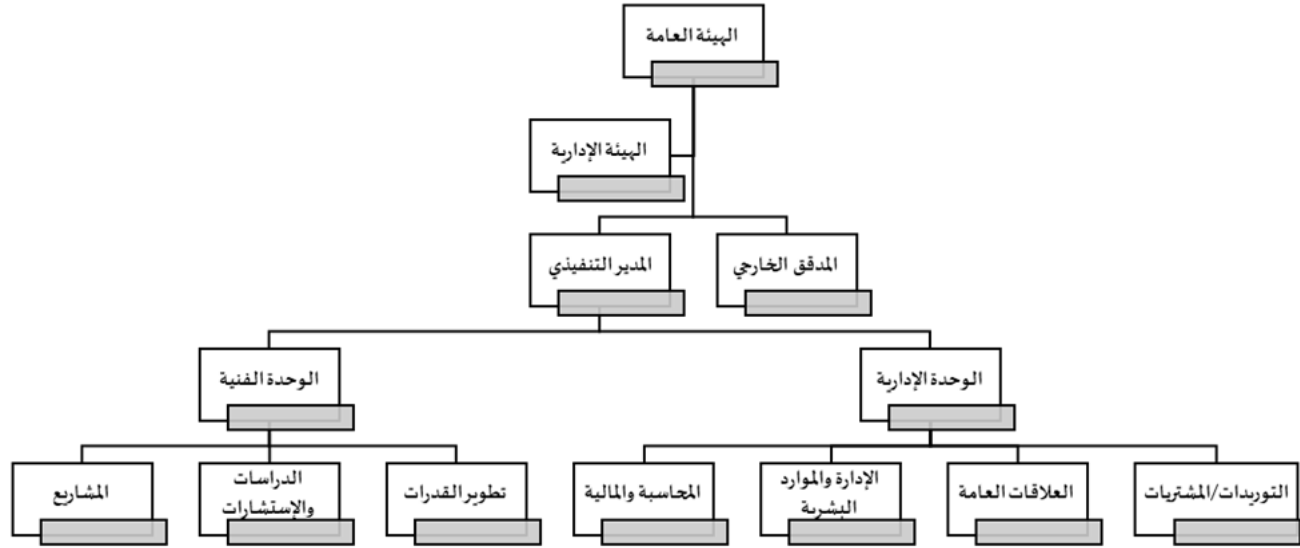 الهيئة العامة
الهيئة الإدارية
المدقق الخارجي
المدير التنفيذي
الوحدة الإدارية
الوحدة الفنية
التوريدات/المشتريات
العلاقات العامة
الإدارة والموارد
البشرية
المحاسبة والمالية
تطوير القدرات
الدراسات
والإستشارات
المشاريع